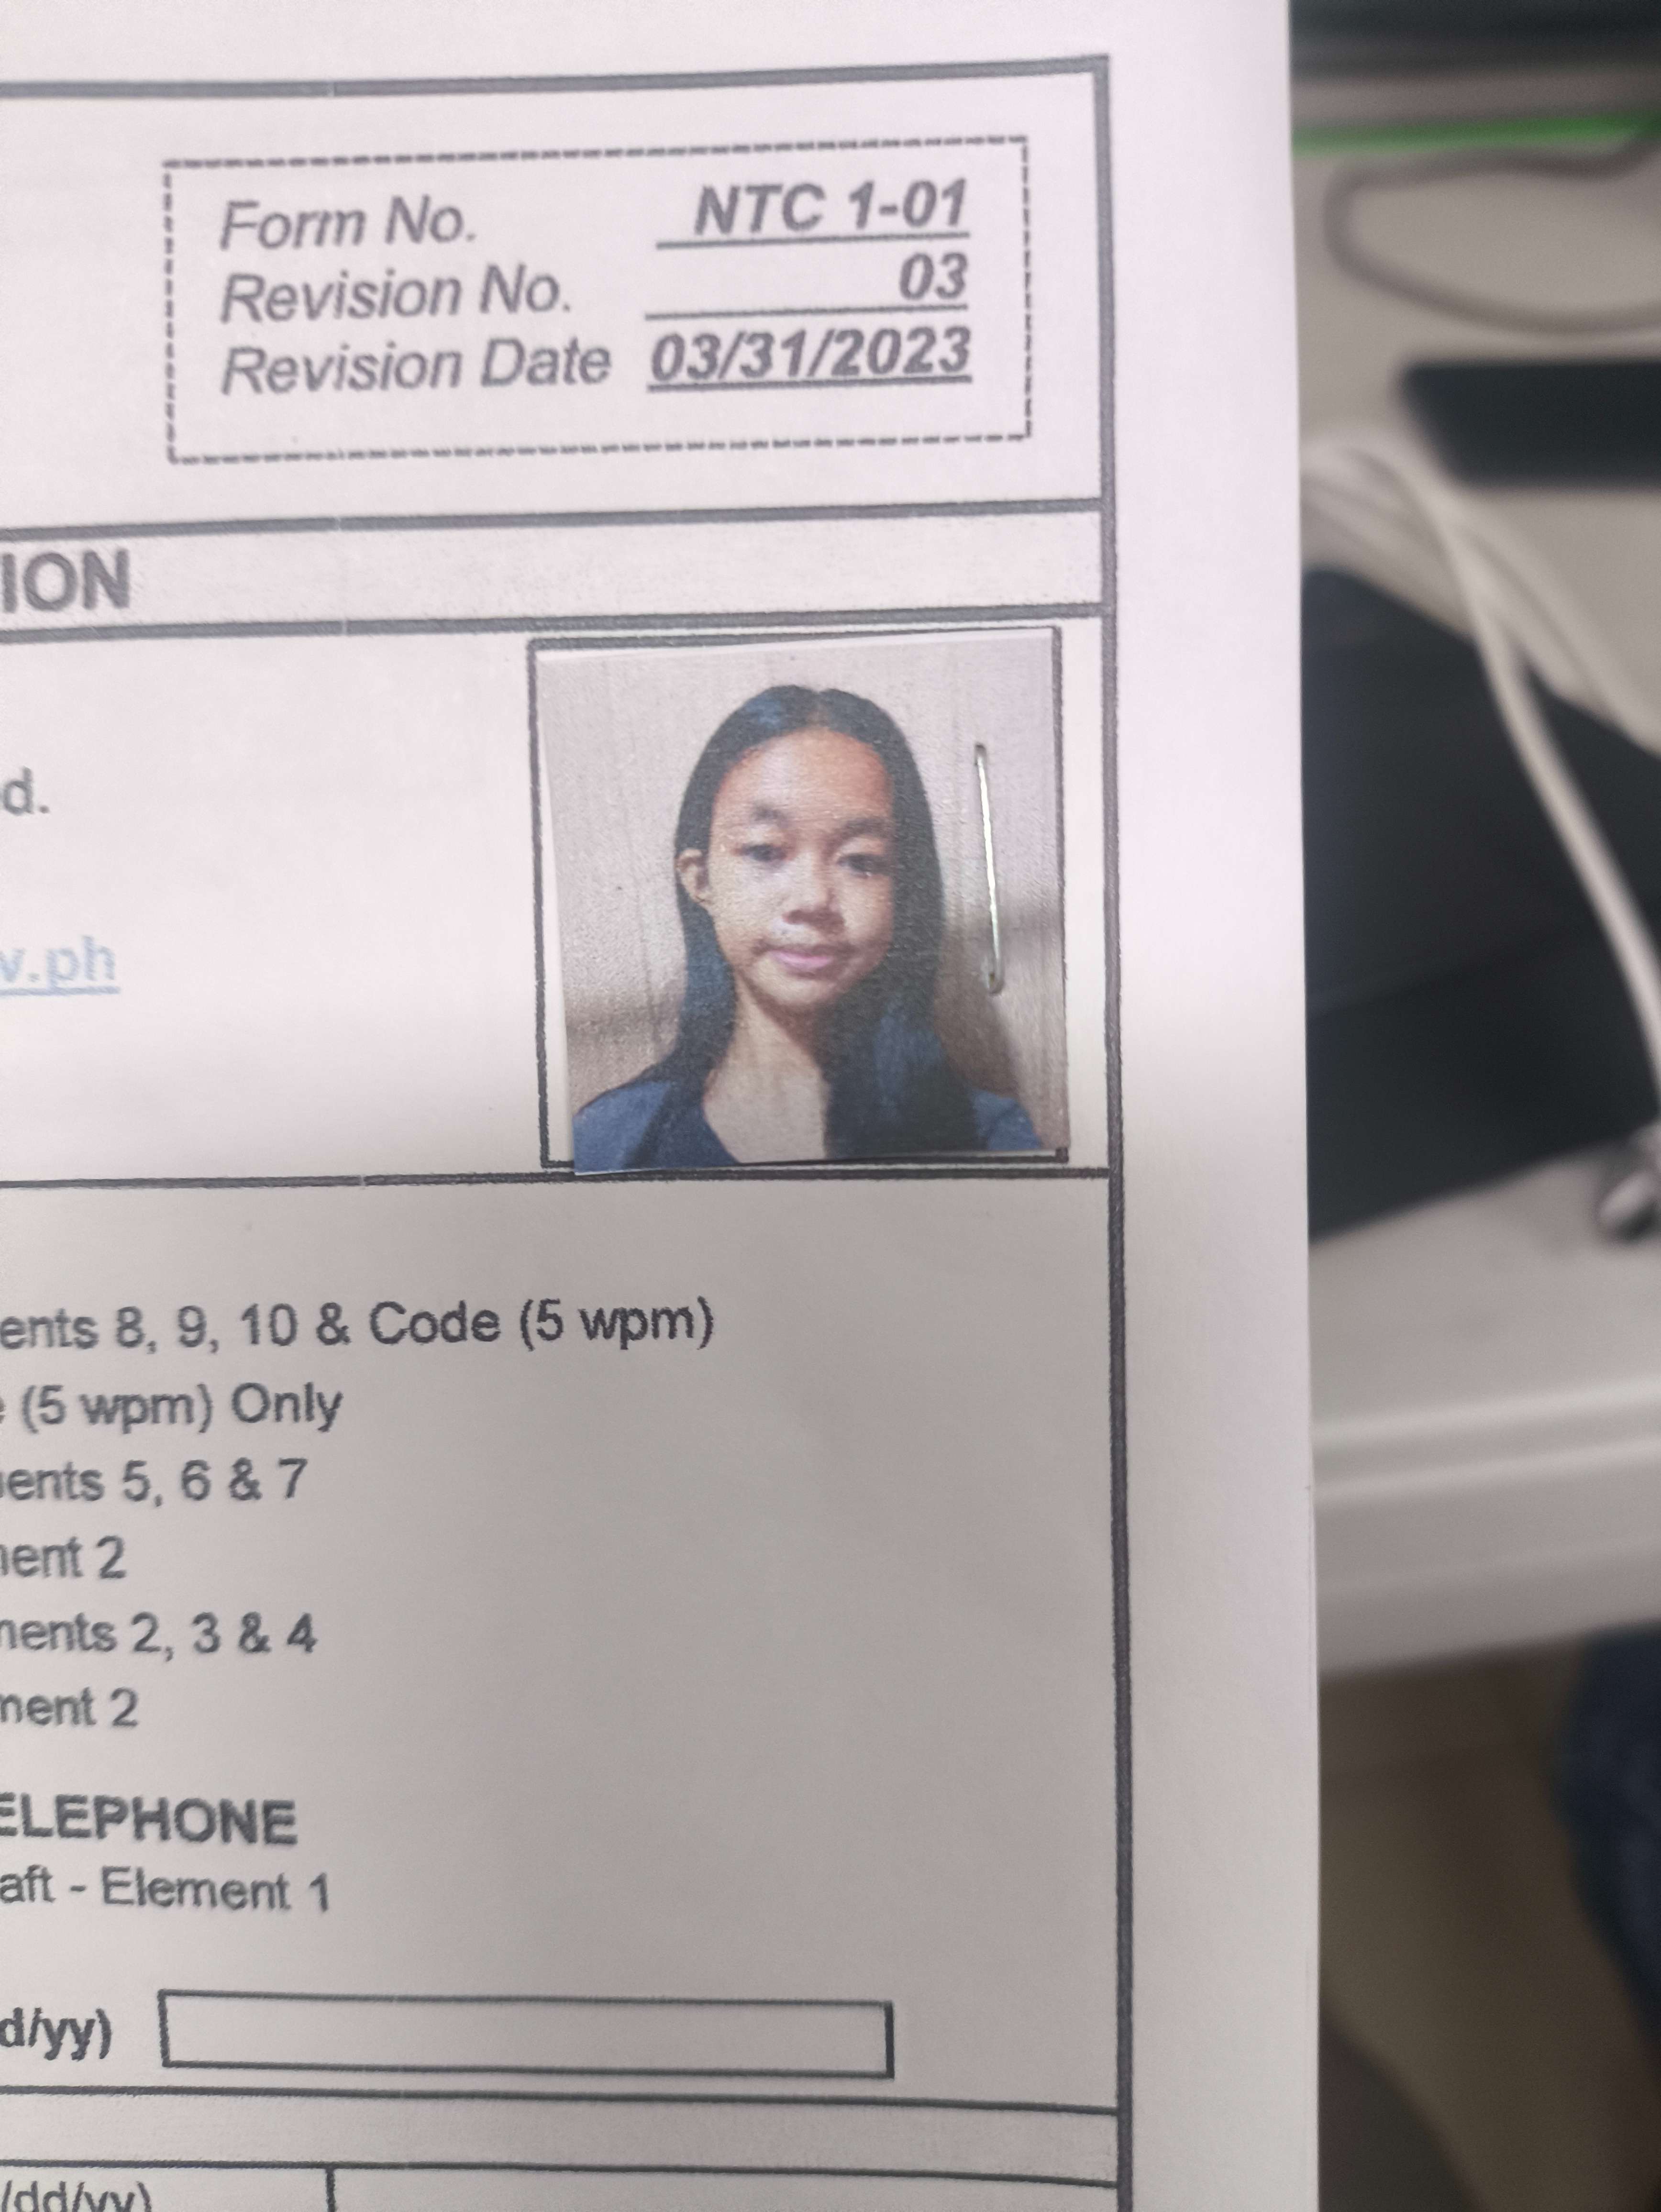 Form No. NTC 1-01
Revision No. 03
Revision Date 03/31/2023
ION
d.
v.ph
ents 8, 9, 10 & Code (5 wpm)
(5 wpm) Only
ents 5, 6 & 7
ent 2
ents 2, 3 & 4
ment 2
ELEPHONE
aft - Element 1
d/yy)
/dd/yy)